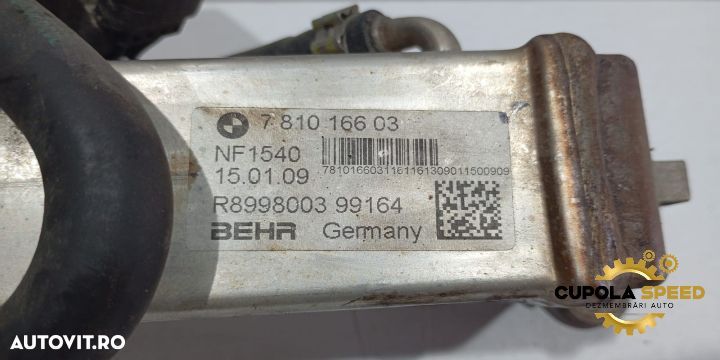 7 810 166 03
NF1540
7810166031161161309011500909
15.01.09
R8998003 99164
BEHR Germany
CUPOLA SPEED
DEZMEMBRĂRI AUTO
AUTOVIT.RO